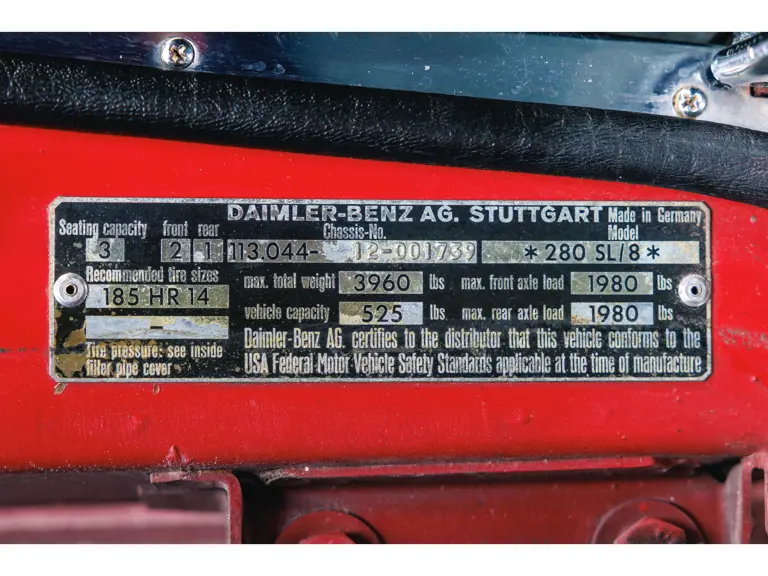 DAIMLER-BENZ AG. STUTTGART Made in Germany
Seating capacity front rear Chassis-No. Model
3 2 1 113.044- 12-001739 *280 SL/8*
Recommended tire sizes max. total weight 3960 lbs max. front axle load 1980 lbs
185 HR 14 vehicle capacity 525 lbs max. rear axle load 1980 lbs
–
Daimler-Benz AG. certifies to the distributor that this vehicle conforms to the
Tire pressure: see inside USA Federal Motor Vehicle Safety Standards applicable at the time of manufacture
filler pipe cover